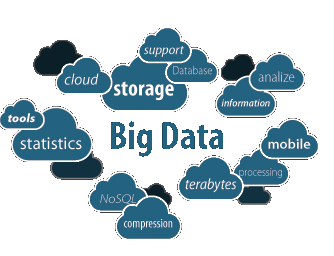 support
Database
cloud
storage
analize
information
tools
statistics
Big Data
mobile
processing
terabytes
NoSQL
compression